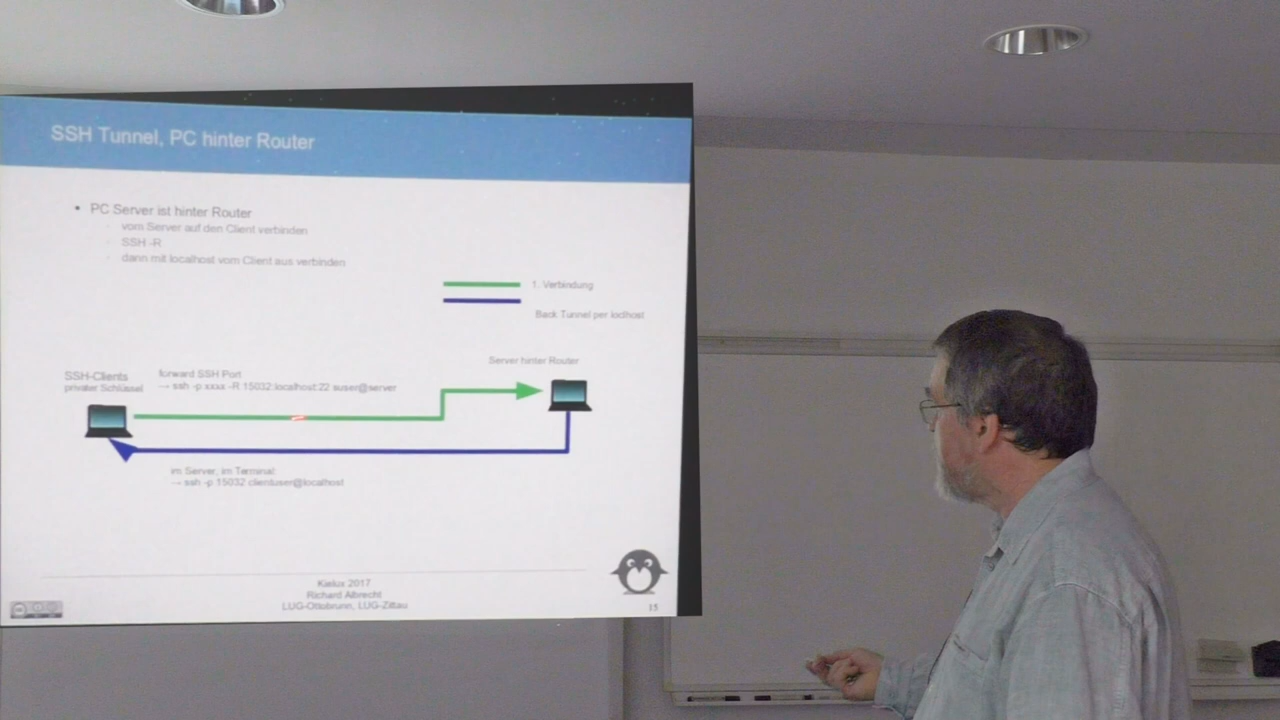 SSH Tunnel, PC hinter Router
• PC Server ist hinter Router
vom Server auf den Client verbinden
SSH -R
dann mit localhost vom Client aus verbinden
1. Verbindung
Back Tunnel per loclhost
Server hinter Router
SSH-Clients
privater Schlüssel
forward SSH Port
→ ssh -p xxxx -R 15032:localhost:22 suser@server
im Server, im Terminal:
→ ssh -p 15032 clientuser@localhost
Kielux 2017
Richard Albrecht
LUG-Ottobrunn, LUG-Zittau
15